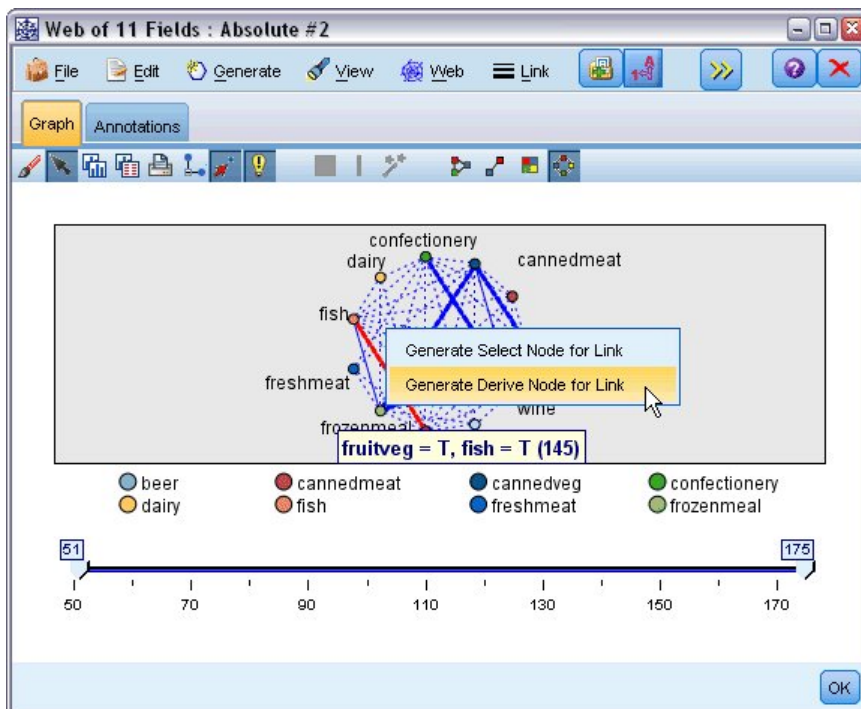 Web of 11 Fields : Absolute #2
File Edit Generate View Web Link
Graph Annotations
confectionery
dairy cannedmeat
fish
Generate Select Node for Link
freshmeat Generate Derive Node for Link
wine
frozenmeal
fruitveg = T, fish = T (145)
beer cannedmeat cannedveg confectionery
dairy fish freshmeat frozenmeal
51 175
50 70 90 110 130 150 170
OK